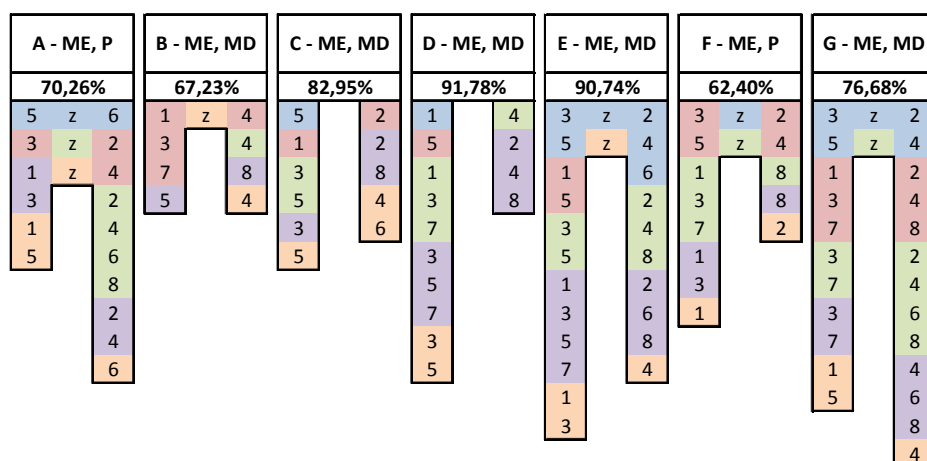 A - ME, P B - ME, MD C - ME, MD D - ME, MD E - ME, MD F - ME, P G - ME, MD
70,26% 67,23% 82,95% 91,78% 90,74% 62,40% 76,68%
5 z 6 1 z 4 5 2 1 4 3 z 2 3 z 2 3 z 2
3 z 2 3 4 1 2 5 2 5 z 4 5 z 4 5 z 4
1 z 4 7 8 3 8 1 4 1 6 1 8 1 2
3 2 5 4 5 4 3 8 5 2 3 8 3 4
1 4 3 6 7 3 4 7 2 7 8
5 6 5 3 5 8 1 3 2
8 5 1 2 3 7 4
2 7 3 6 1 3 6
4 3 5 8 7 8
6 5 7 4 1 4
1 5 6
3 8
4